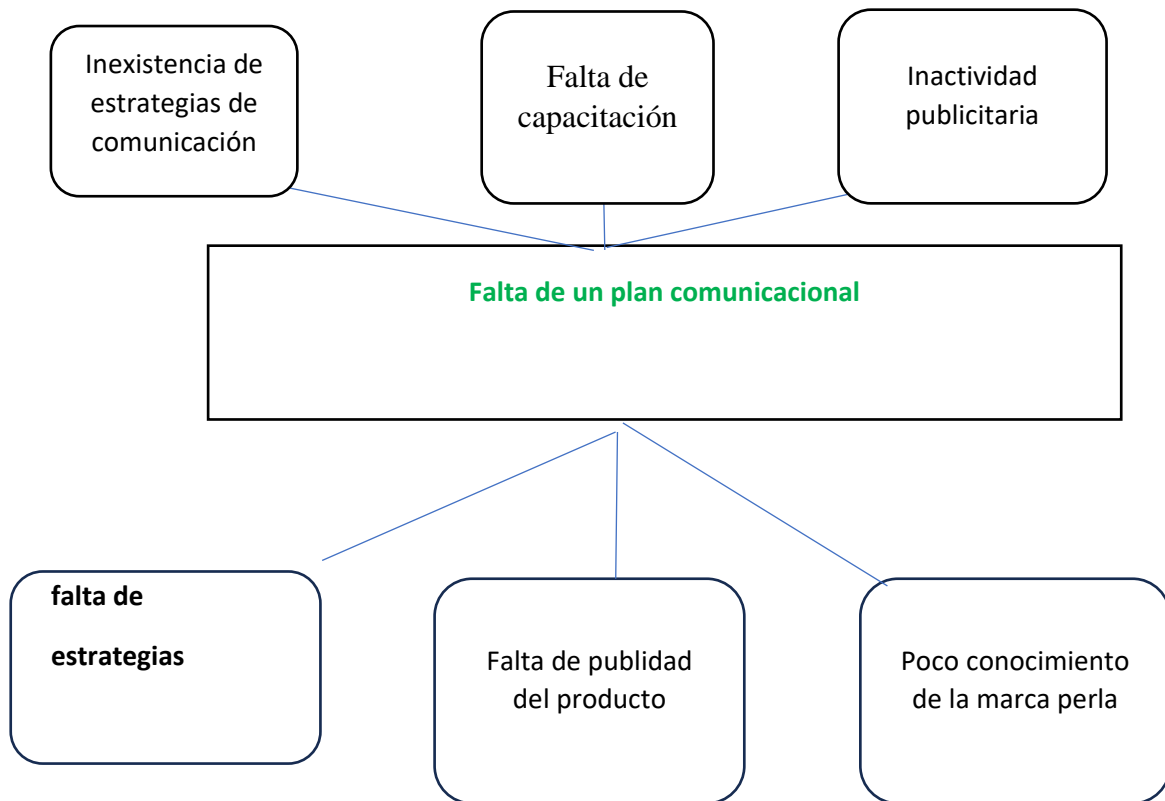 Inexistencia de
estrategias de
comunicación
Falta de
capacitación
Inactividad
publicitaria
Falta de un plan comunicacional
falta de
estrategias
Falta de publidad
del producto
Poco conocimiento
de la marca perla